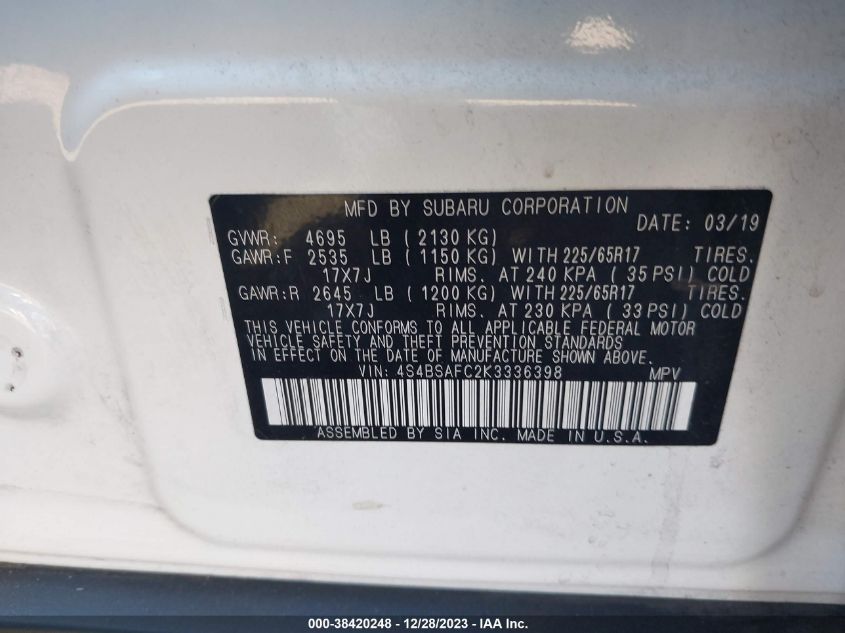 MFD BY SUBARU CORPORATION
DATE: 03/19
GVWR: 4695 LB ( 2130 KG)
GAWR:F 2535 LB ( 1150 KG) WITH 225/65R17 TIRES.
17X7J RIMS. AT 240 KPA ( 35 PSI) COLD
GAWR:R 2645 LB ( 1200 KG) WITH 225/65R17 TIRES.
17X7J RIMS. AT 230 KPA ( 33 PSI) COLD
THIS VEHICLE CONFORMS TO ALL APPLICABLE FEDERAL MOTOR
VEHICLE SAFETY AND THEFT PREVENTION STANDARDS
IN EFFECT ON THE DATE OF MANUFACTURE SHOWN ABOVE.
VIN: 4S4BSAFC2K3336398 MPV
ASSEMBLED BY SIA INC. MADE IN U.S.A.
000-38420248 - 12/28/2023 - IAA Inc.